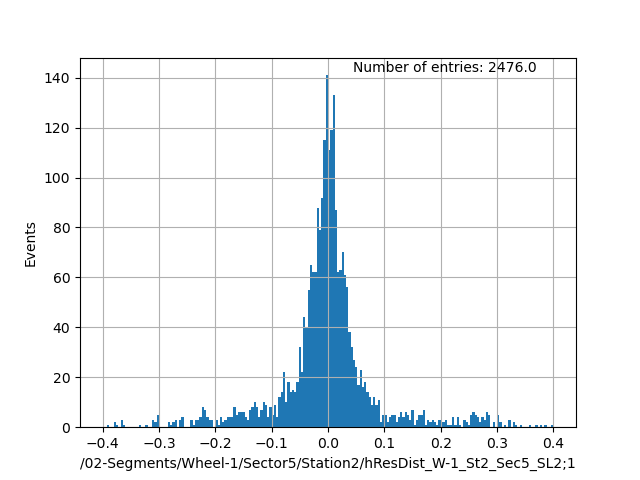 Number of entries: 2476.0
140
120
100
80
60
40
20
0
Events
−0.4 −0.3 −0.2 −0.1 0.0 0.1 0.2 0.3 0.4
/02-Segments/Wheel-1/Sector5/Station2/hResDist_W-1_St2_Sec5_SL2;1